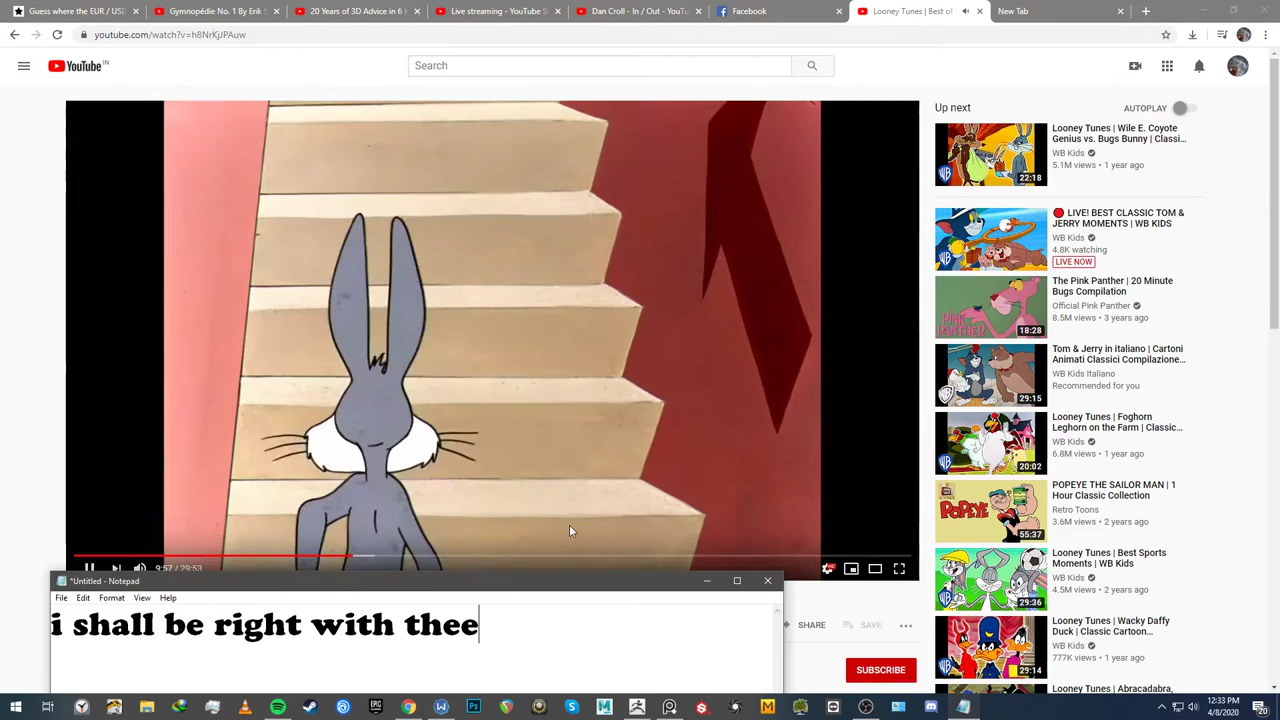 Guess where the EUR / USD
Gymnopédie No. 1 By Erik S
20 Years of 3D Advice in 6 M
Live streaming - YouTube S
Dan Croll - In / Out - YouTu
Facebook
Looney Tunes | Best of
New Tab
youtube.com/watch?v=h8NrKjJPAuw
YouTube IN
Search
Up next
AUTOPLAY
Looney Tunes | Wile E. Coyote
Genius vs. Bugs Bunny | Classi...
WB Kids
5.1M views • 1 year ago
22:18
LIVE! BEST CLASSIC TOM &
JERRY MOMENTS | WB KIDS
WB Kids
4.8K watching
LIVE NOW
The Pink Panther | 20 Minute
Bugs Compilation
Official Pink Panther
8.5M views • 3 years ago
18:28
Tom & Jerry in italiano | Cartoni
Animati Classici Compilazione...
WB Kids Italiano
Recommended for you
29:15
Looney Tunes | Foghorn
Leghorn on the Farm | Classic...
WB Kids
6.8M views • 1 year ago
20:02
POPEYE THE SAILOR MAN | 1
Hour Classic Collection
Retro Toons
3.6M views • 2 years ago
55:37
Looney Tunes | Best Sports
Moments | WB Kids
WB Kids
4.5M views • 2 years ago
29:36
Looney Tunes | Wacky Daffy
Duck | Classic Cartoon...
WB Kids
777K views • 1 year ago
29:14
Looney Tunes | Abracadabra,
9:57 / 29:53
*Untitled - Notepad
File Edit Format View Help
i shall be right with thee
SHARE
SAVE
SUBSCRIBE
12:33 PM
4/8/2020
20